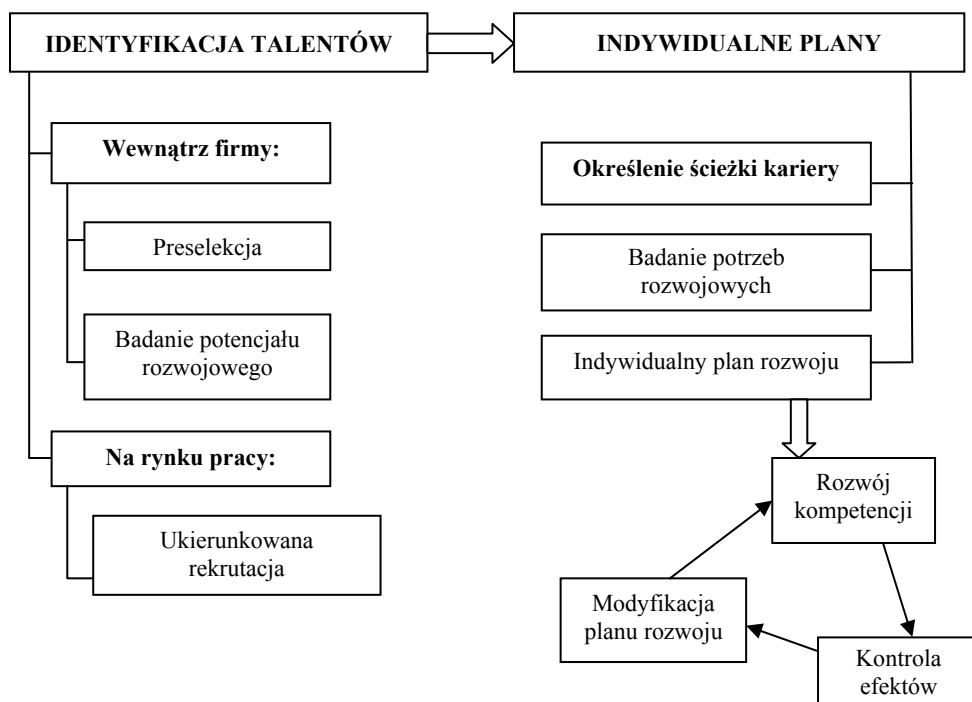 IDENTYFIKACJA TALENTÓW
INDYWIDUALNE PLANY
Wewnątrz firmy:
Preselekcja
Badanie potencjału
rozwojowego
Na rynku pracy:
Ukierunkowana
rekrutacja
Określenie ścieżki kariery
Badanie potrzeb
rozwojowych
Indywidualny plan rozwoju
Rozwój
kompetencji
Modyfikacja
planu rozwoju
Kontrola
efektów